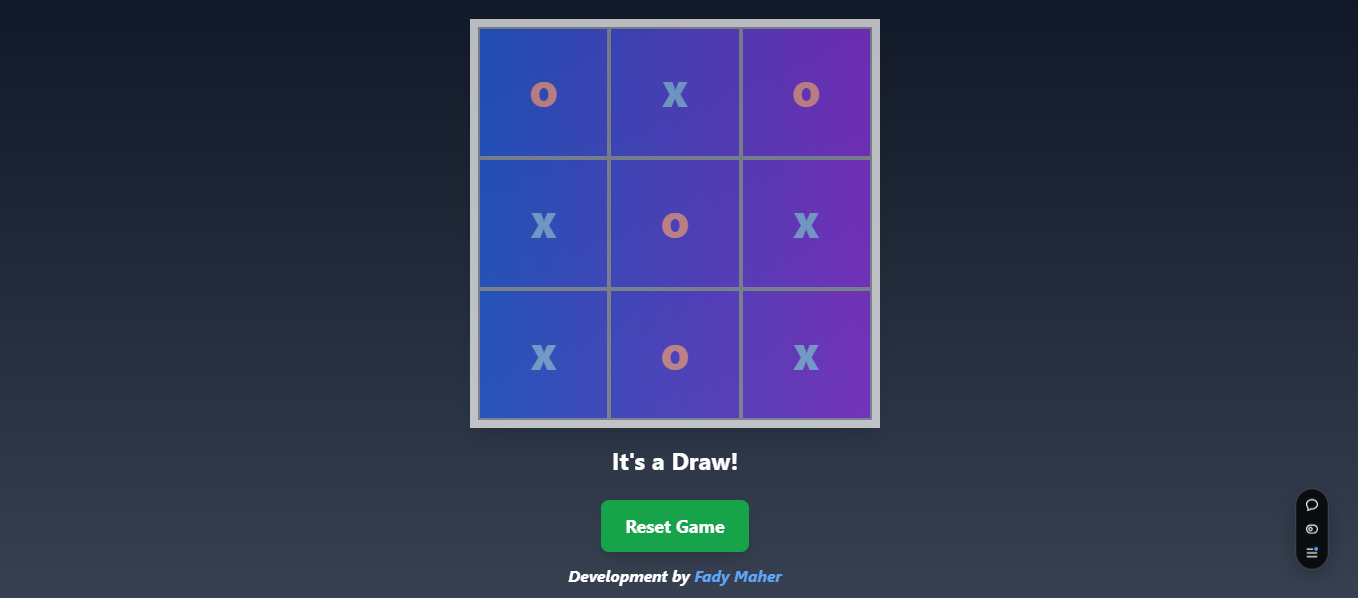 O X O
X O X
X O X
It's a Draw!
Reset Game
Development by Fady Maher